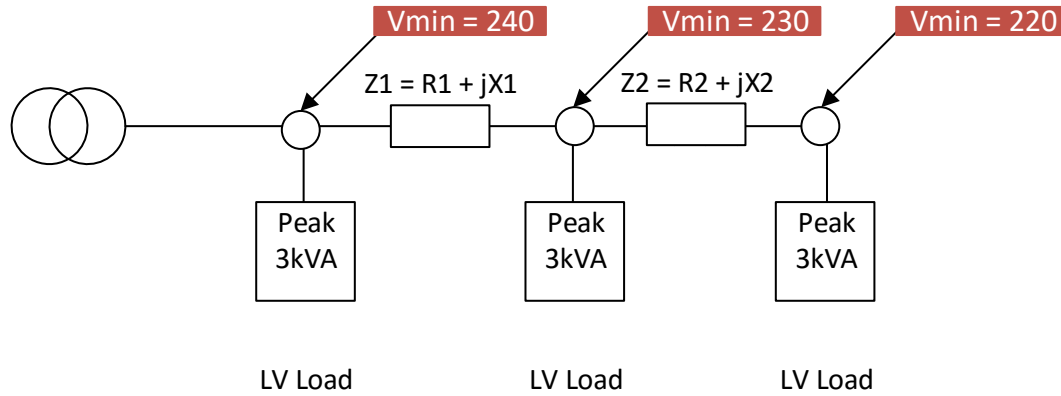 Vmin = 240
Vmin = 230
Vmin = 220
Z1 = R1 + jX1
Z2 = R2 + jX2
Peak
3kVA
Peak
3kVA
Peak
3kVA
LV Load
LV Load
LV Load